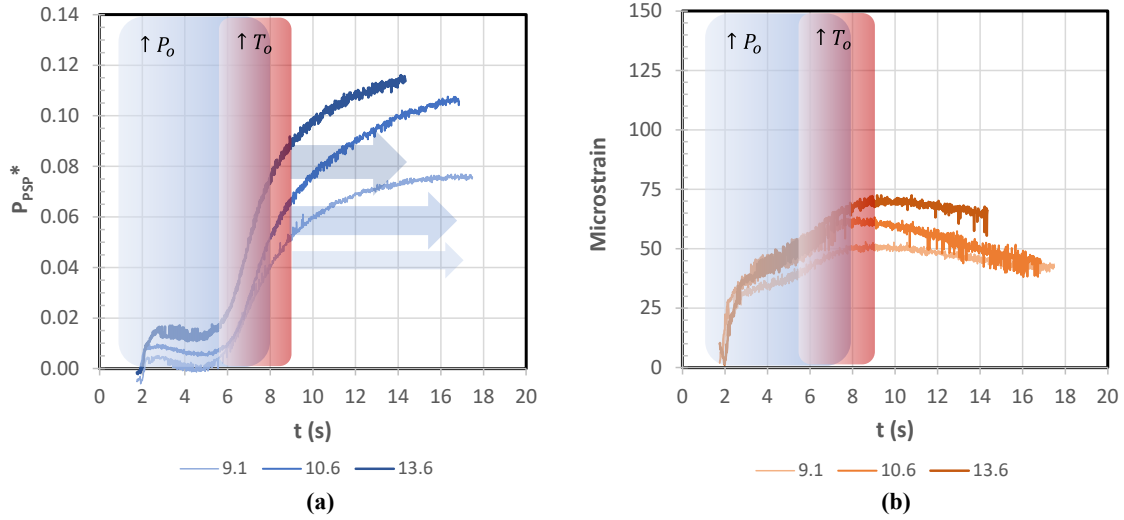 ↑ P_o
↑ T_o
0.14
0.12
0.10
0.08
0.06
0.04
0.02
0.00
P_PSP*
0 2 4 6 8 10 12 14 16 18 20
t (s)
9.1 10.6 13.6
(a)
↑ P_o
↑ T_o
150
125
100
75
50
25
0
Microstrain
0 2 4 6 8 10 12 14 16 18 20
t (s)
9.1 10.6 13.6
(b)